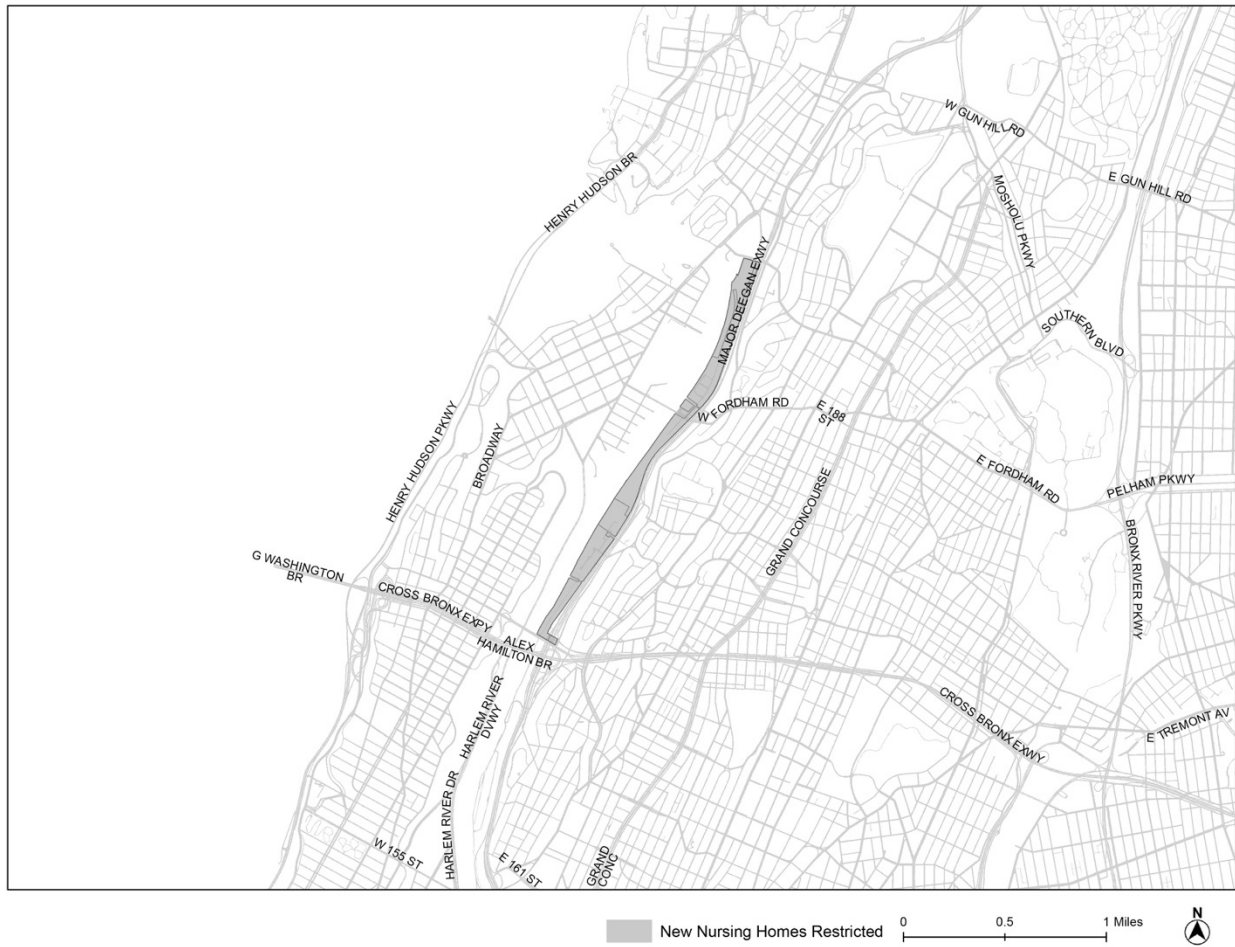 W GUN HILL RD
E GUN HILL RD
HENRY HUDSON BR
MOSHOLU PKWY
MAJOR DEEGAN EXWY
SOUTHERN BLVD
W FORDHAM RD
E 188
ST
HENRY HUDSON PKWY
BROADWAY
E FORDHAM RD
PELHAM PKWY
GRAND CONCOURSE
BRONX RIVER PKWY
G WASHINGTON
BR
CROSS BRONX EXPY
ALEX
HAMILTON BR
HARLEM RIVER
DVWY
CROSS BRONX EXWY
E TREMONT AV
HARLEM RIVER DR
W 155 ST
E 161 ST
GRAND
CONC
New Nursing Homes Restricted
0 0.5 1 Miles
N